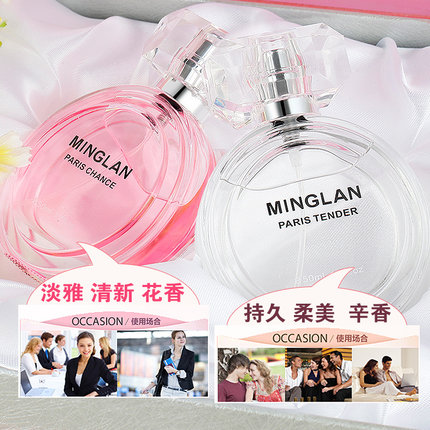 MINGLAN
PARIS CHANCE
MINGLAN
PARIS TENDER
淡雅 清新 花香
OCCASION / 使用场合
持久 柔美 辛香
OCCASION / 使用场合